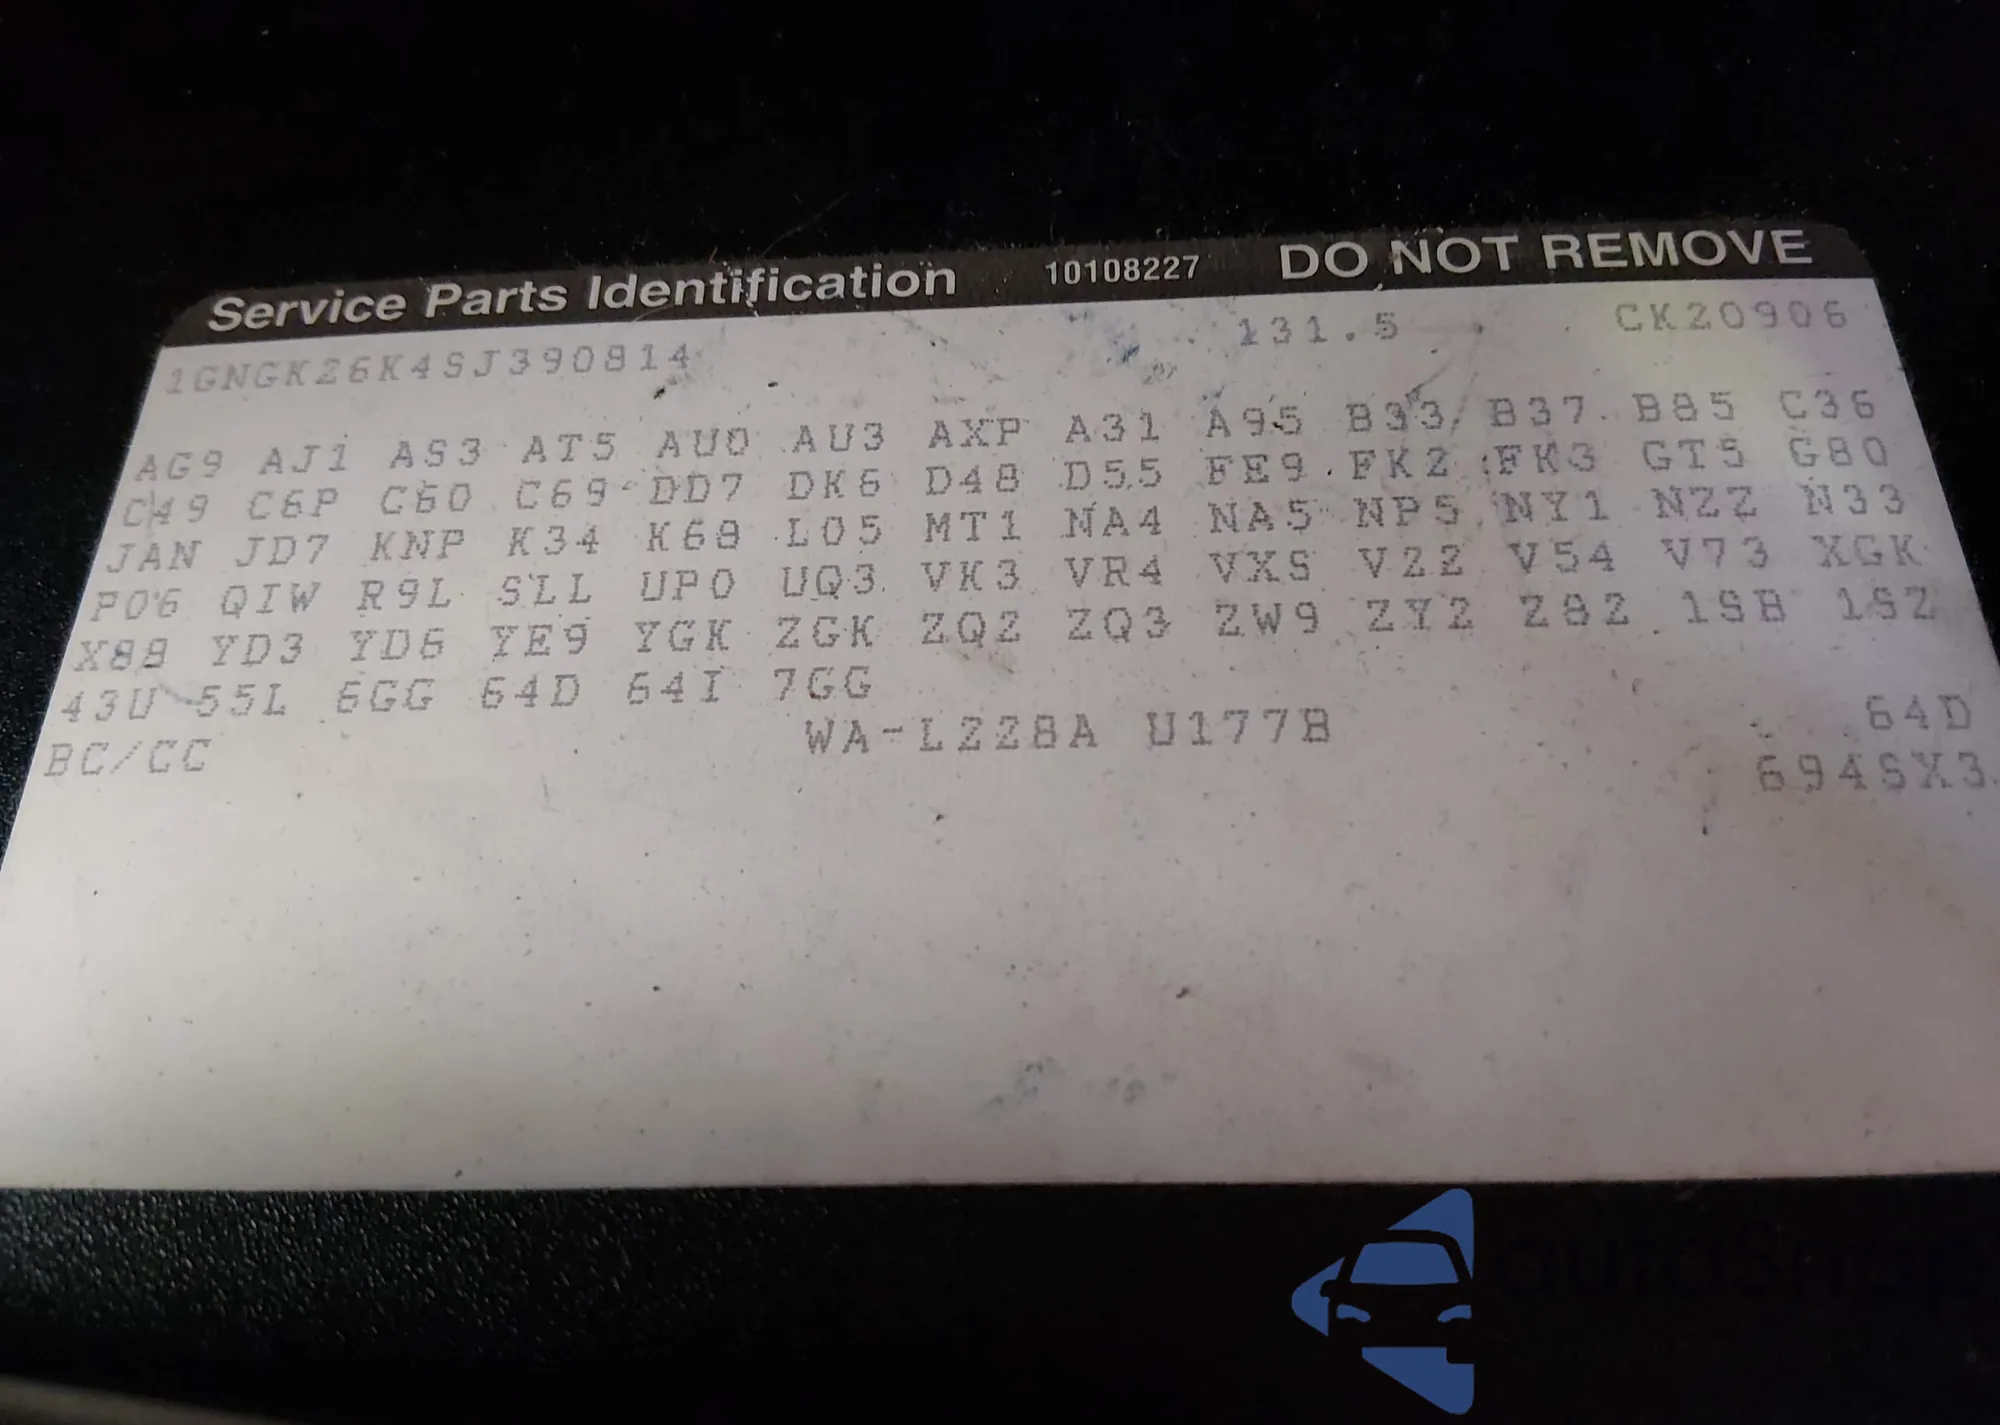 Service Parts Identification 10108227 DO NOT REMOVE
1GNGK26K4SJ390814 131.5 CK20906
AG9 AJ1 AS3 AT5 AU0 AU3 AXP A31 A95 B33 B37 B85 C36
C49 C6P C60 C69 DD7 DK6 D48 D55 FE9 FK2 FK3 GT5 G80
JAN JD7 KNP K34 K68 L05 MT1 NA4 NA5 NP5 NY1 NZZ N33
P06 QIW R9L SLL UP0 UQ3 VK3 VR4 VXS V22 V54 V73 XGK
X88 YD3 YD6 YE9 YGK ZGK ZQ2 ZQ3 ZW9 ZY2 Z82 1SB 1SZ
43U 55L 6GG 64D 64I 7GG
BC/CC WA-L228A U177B 64D
694SX3